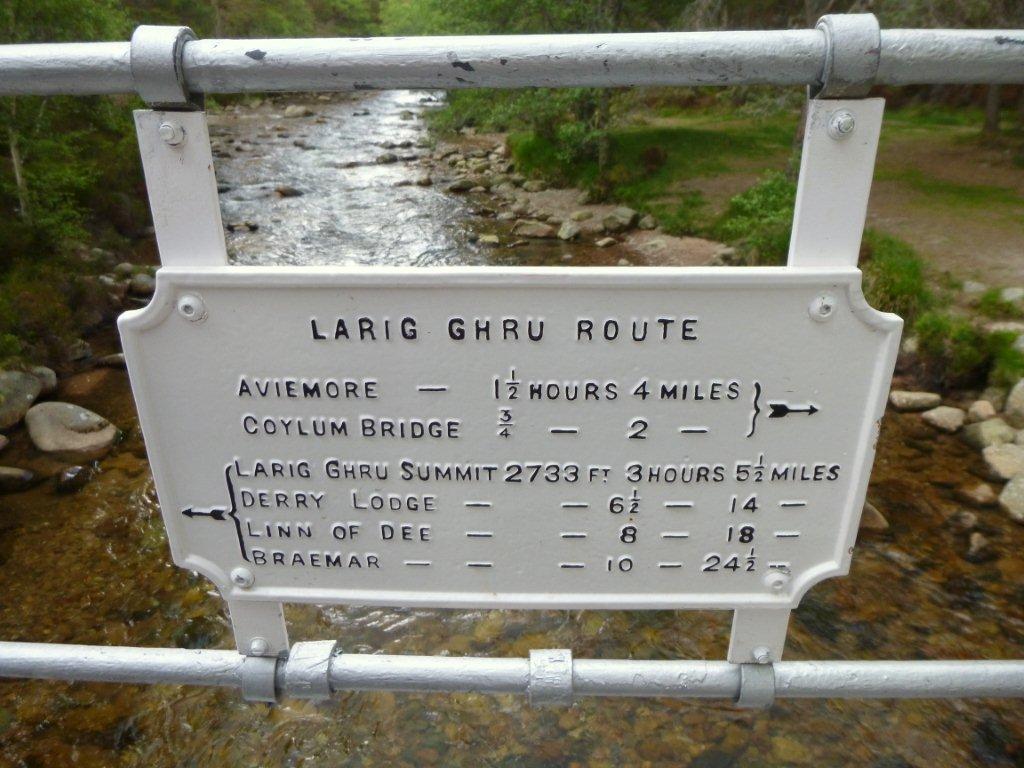 LARIG GHRU ROUTE
AVIEMORE — 1½ HOURS 4 MILES
COYLUM BRIDGE ¾ — 2 —
LARIG GHRU SUMMIT 2733 FT. 3 HOURS 5½ MILES
DERRY LODGE — — 6½ — 14 —
LINN OF DEE — — 8 — 18 —
BRAEMAR — — — 10 — 24½ —